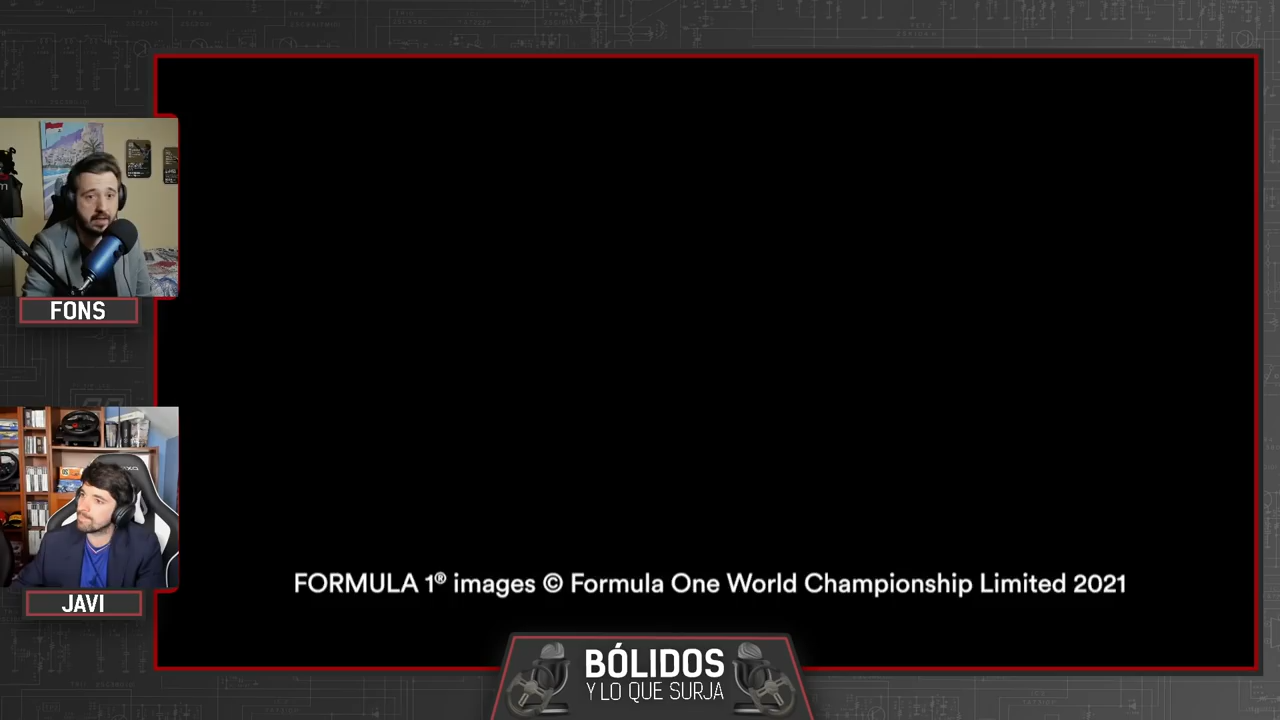 FONS
JAVI
FORMULA 1® images © Formula One World Championship Limited 2021
BÓLIDOS
Y LO QUE SURJA